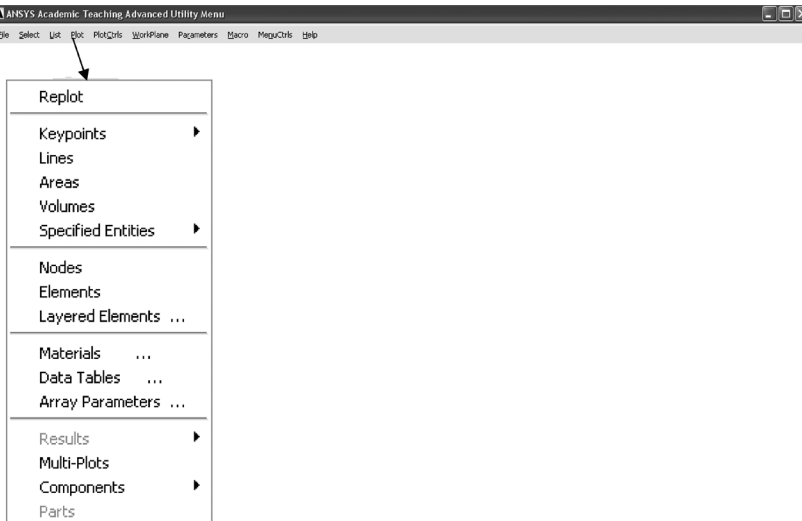 ANSYS Academic Teaching Advanced Utility Menu
File Select List Plot PlotCtrls WorkPlane Parameters Macro MenuCtrls Help
Replot
Keypoints
Lines
Areas
Volumes
Specified Entities
Nodes
Elements
Layered Elements ...
Materials ...
Data Tables ...
Array Parameters ...
Results
Multi-Plots
Components
Parts